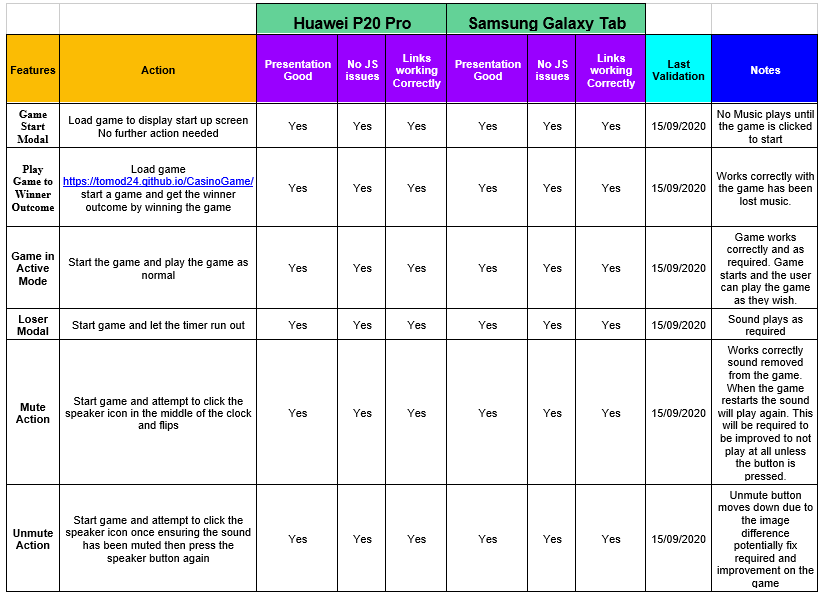 Huawei P20 Pro
Samsung Galaxy Tab
Features
Action
Presentation
Good
No JS
issues
Links
working
Correctly
Presentation
Good
No JS
issues
Links
working
Correctly
Last
Validation
Notes
Game
Start
Modal
Load game to display start up screen
No further action needed
Yes
Yes
Yes
Yes
Yes
Yes
15/09/2020
No Music plays until
the game is clicked
to start
Play
Game to
Winner
Outcome
Load game
https://tomod24.github.io/CasinoGame/
start a game and get the winner
outcome by winning the game
Yes
Yes
Yes
Yes
Yes
Yes
15/09/2020
Works correctly with
the game has been
lost music.
Game in
Active
Mode
Start the game and play the game as
normal
Yes
Yes
Yes
Yes
Yes
Yes
15/09/2020
Game works
correctly and as
required. Game
starts and the user
can play the game
as they wish.
Loser
Modal
Start game and let the timer run out
Yes
Yes
Yes
Yes
Yes
Yes
15/09/2020
Sound plays as
required
Mute
Action
Start game and attempt to click the
speaker icon in the middle of the clock
and flips
Yes
Yes
Yes
Yes
Yes
Yes
15/09/2020
Works correctly
sound removed
from the game.
When the game
restarts the sound
will play again. This
will be required to
be improved to not
play at all unless
the button is
pressed.
Unmute
Action
Start game and attempt to click the
speaker icon once ensuring the sound
has been muted then press the
speaker button again
Yes
Yes
Yes
Yes
Yes
Yes
15/09/2020
Unmute button
moves down due to
the image
difference
potentially fix
required and
improvement on the
game